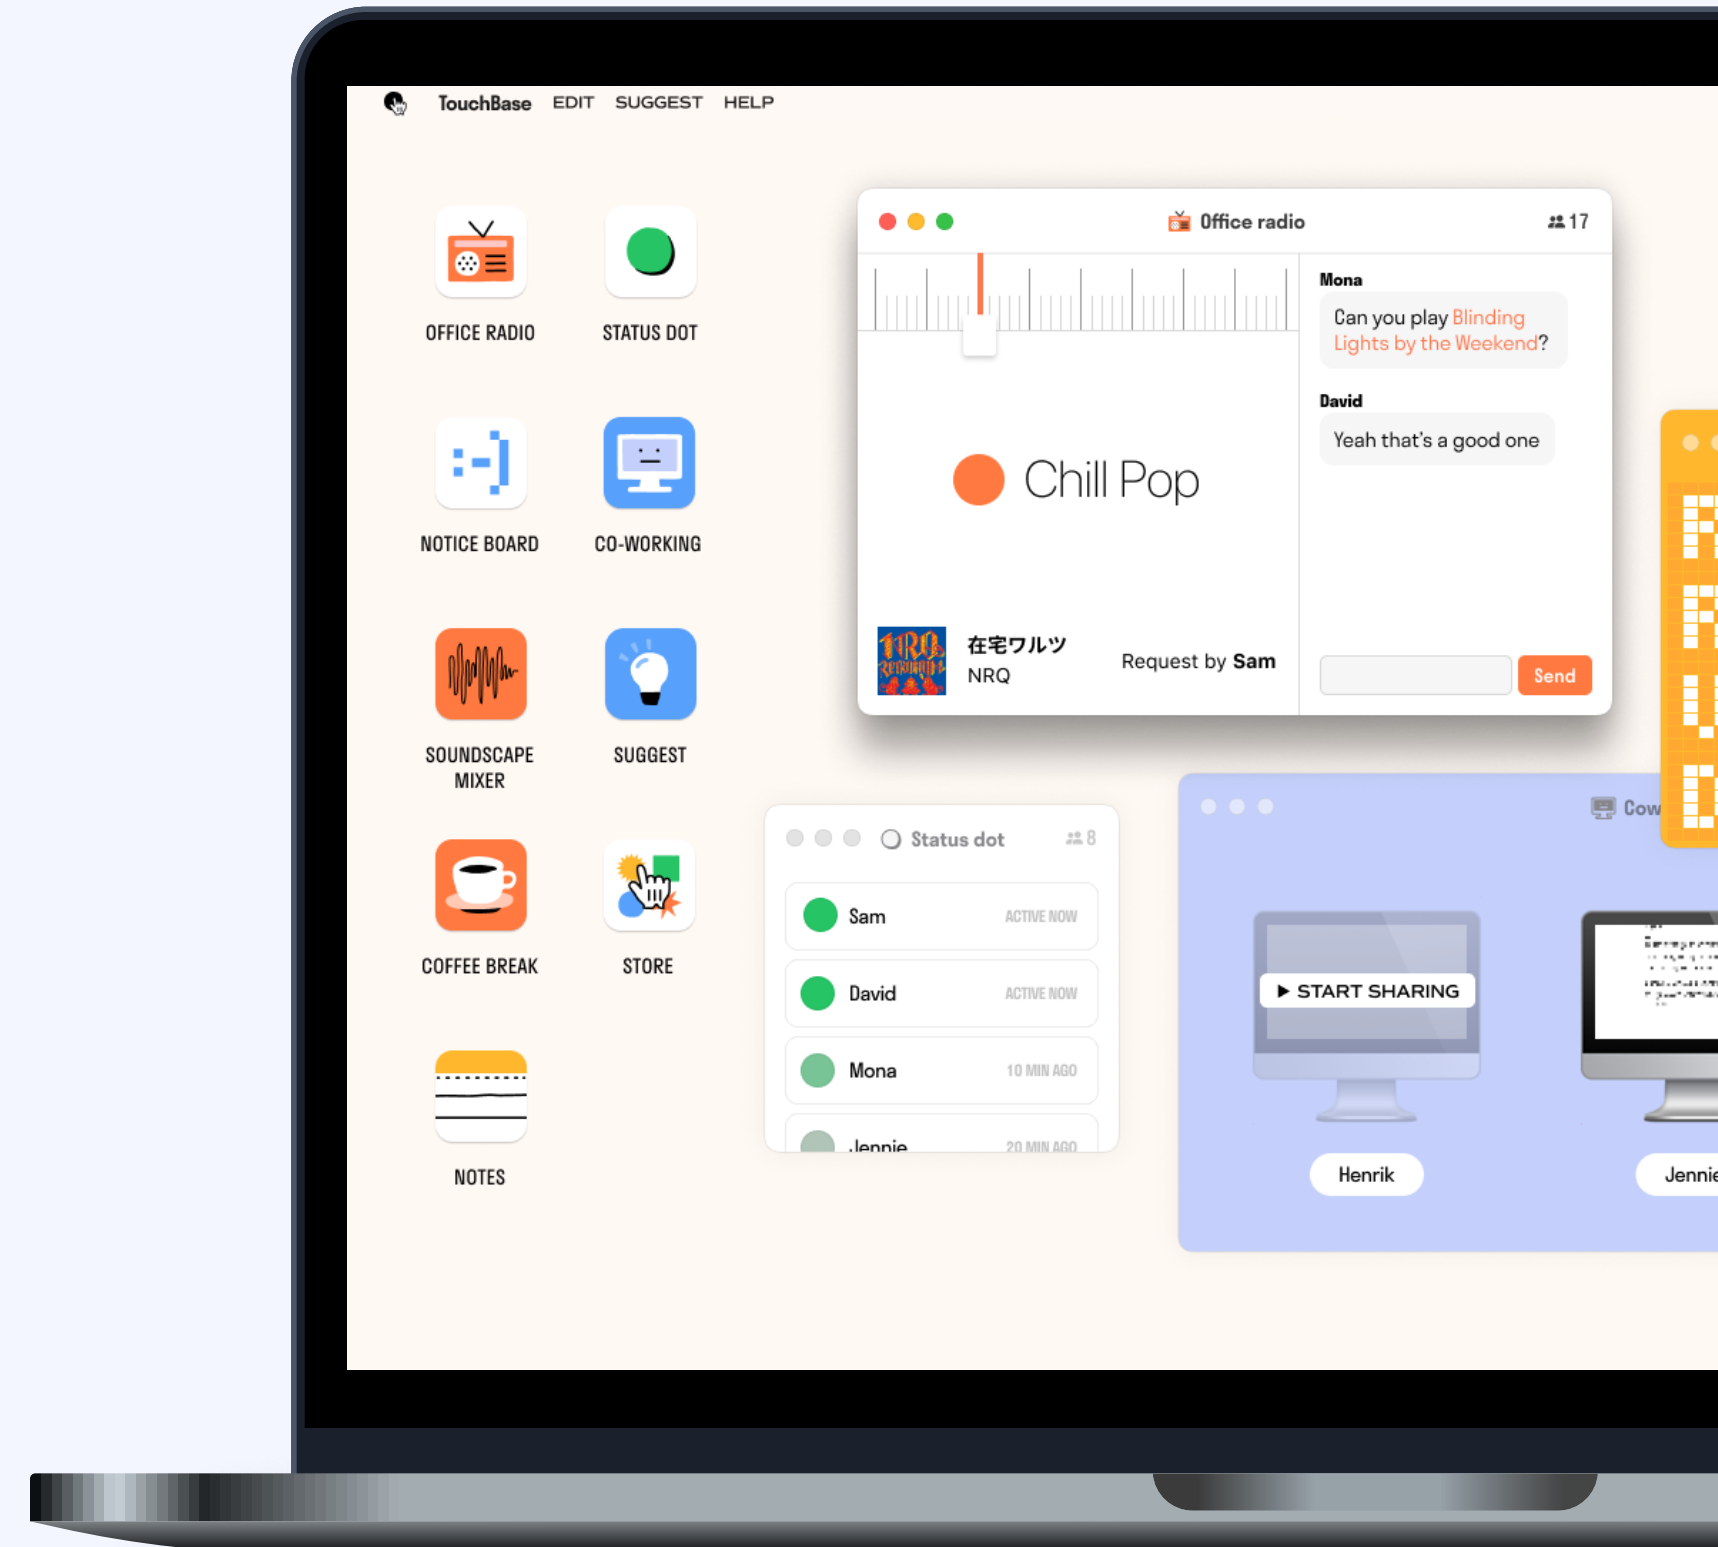 TouchBase EDIT SUGGEST HELP
OFFICE RADIO
STATUS DOT
NOTICE BOARD
CO-WORKING
SOUNDSCAPE
MIXER
SUGGEST
COFFEE BREAK
STORE
NOTES
Office radio
17
Mona
Can you play Blinding
Lights by the Weekend?
David
Yeah that's a good one
Chill Pop
NRQ
在宅ワルツ
NRQ
Request by Sam
Send
Status dot
8
Sam ACTIVE NOW
David ACTIVE NOW
Mona 10 MIN AGO
Jennie 20 MIN AGO
Cow
START SHARING
Henrik
Jennie